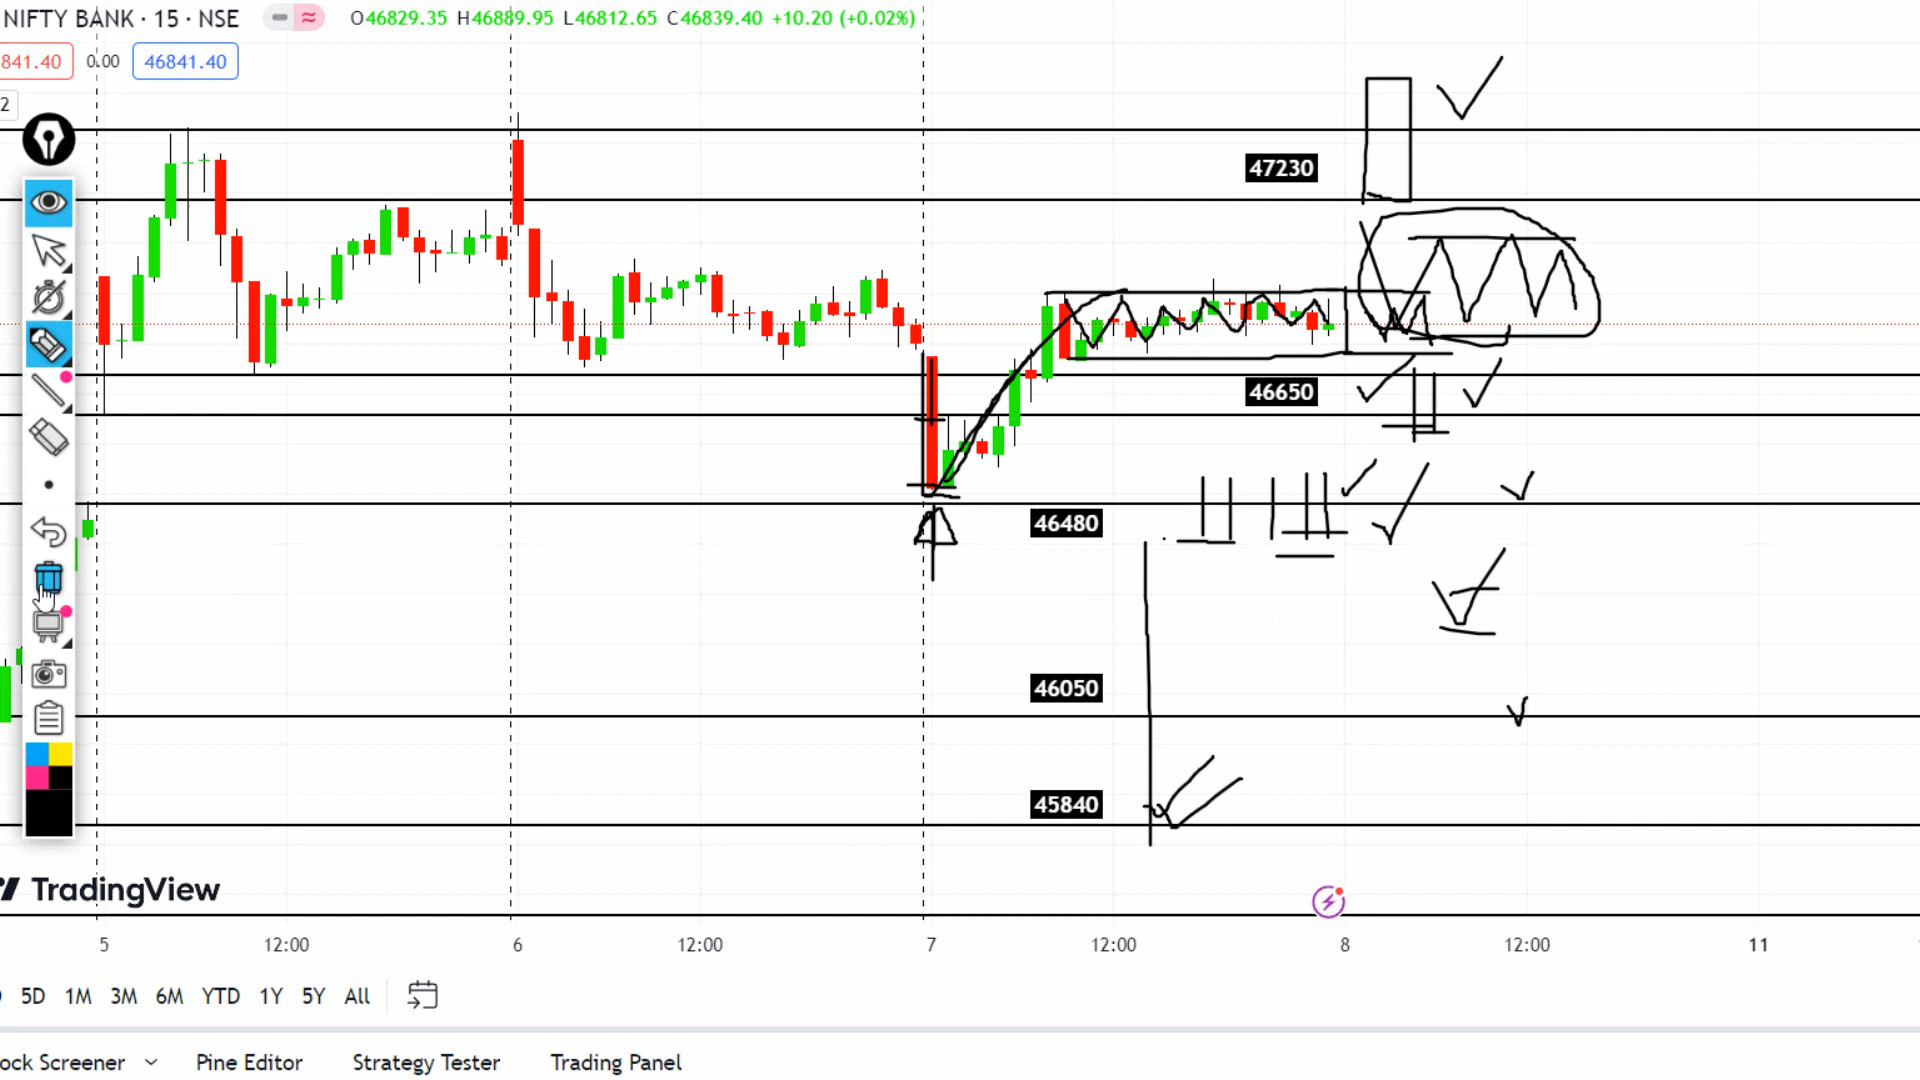 NIFTY BANK · 15 · NSE
O46829.35 H46889.95 L46812.65 C46839.40 +10.20 (+0.02%)
841.40 0.00 46841.40
2
47230
46650
46480
46050
45840
TradingView
5 12:00 6 12:00 7 12:00 8 12:00 11
5D 1M 3M 6M YTD 1Y 5Y All
ock Screener Pine Editor Strategy Tester Trading Panel